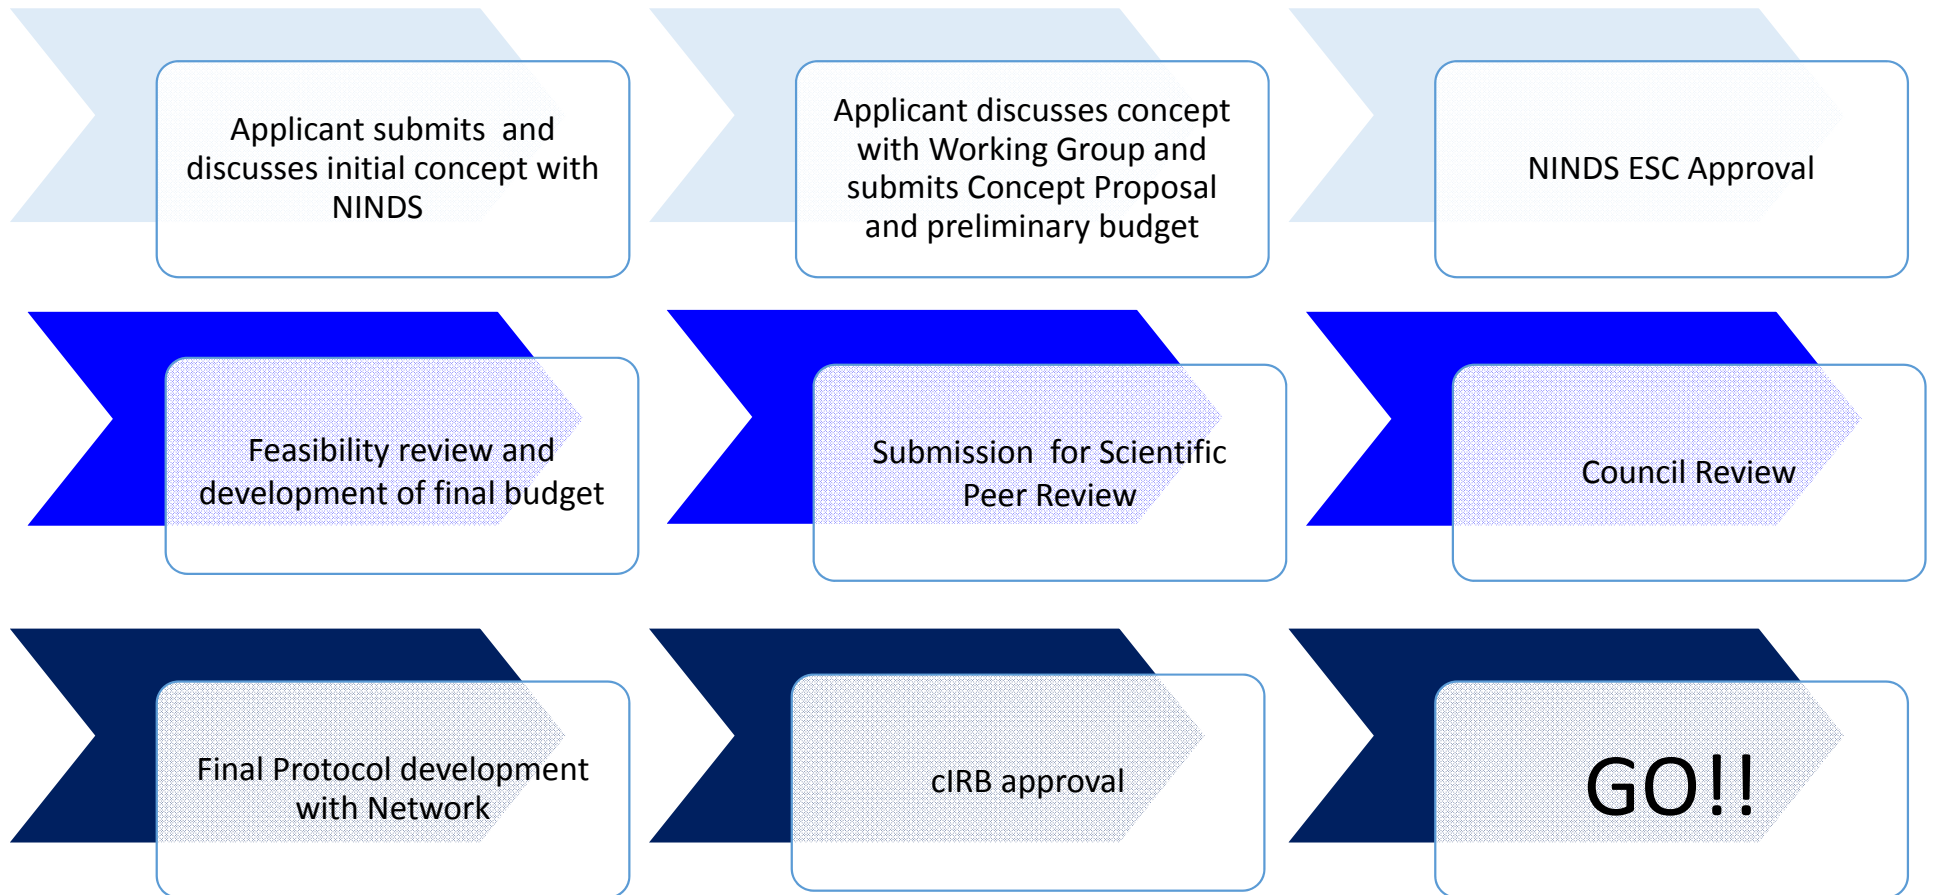 Applicant submits and
discusses initial concept with
NINDS
Applicant discusses concept
with Working Group and
submits Concept Proposal
and preliminary budget
NINDS ESC Approval
Feasibility review and
development of final budget
Submission for Scientific
Peer Review
Council Review
Final Protocol development
with Network
cIRB approval
GO!!